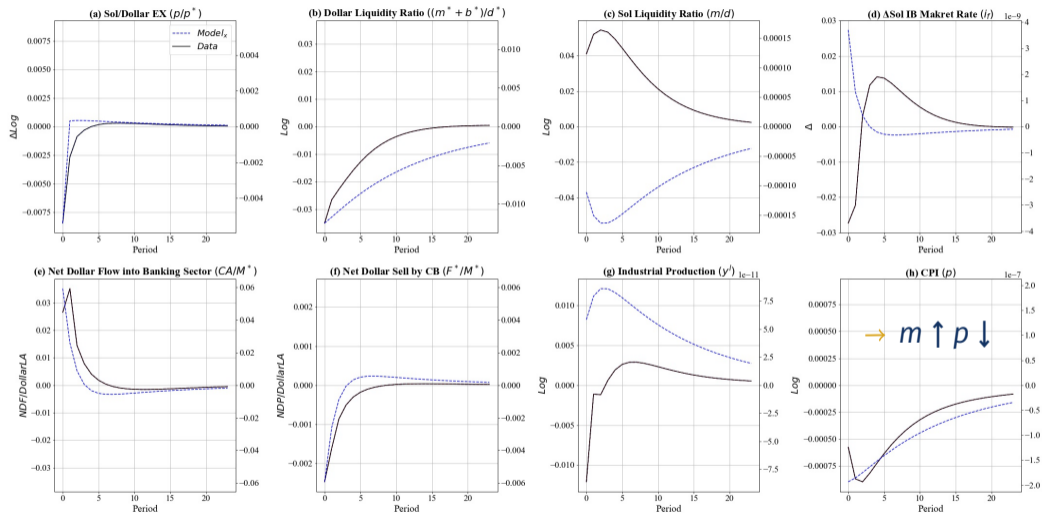 (a) Sol/Dollar EX (p/p*)
Model_x
Data
ΔLog
0.0075
0.0050
0.0025
0.0000
−0.0025
−0.0050
−0.0075
0.004
0.002
0.000
−0.002
−0.004
0 5 10 15 20
Period
(b) Dollar Liquidity Ratio ((m* + b*)/d*)
Log
0.03
0.02
0.01
0.00
−0.01
−0.02
−0.03
0.010
0.005
0.000
−0.005
−0.010
0 5 10 15 20
Period
(c) Sol Liquidity Ratio (m/d)
Log
0.04
0.02
0.00
−0.02
−0.04
0.00015
0.00010
0.00005
0.00000
−0.00005
−0.00010
−0.00015
0 5 10 15 20
Period
(d) ΔSol IB Makret Rate (i_f)
1e−9
Δ
0.03
0.02
0.01
0.00
−0.01
−0.02
−0.03
4
3
2
1
0
−1
−2
−3
−4
0 5 10 15 20
Period
(e) Net Dollar Flow into Banking Sector (CA/M*)
NDF/DollarLA
0.03
0.02
0.01
0.00
−0.01
−0.02
−0.03
0.06
0.04
0.02
0.00
−0.02
−0.04
−0.06
0 5 10 15 20
Period
(f) Net Dollar Sell by CB (F*/M*)
NDP/DollarLA
0.002
0.001
0.000
−0.001
−0.002
0.006
0.004
0.002
0.000
−0.002
−0.004
−0.006
0 5 10 15 20
Period
(g) Industrial Production (y^i)
1e−11
Log
0.010
0.005
0.000
−0.005
−0.010
7.5
5.0
2.5
0.0
−2.5
−5.0
−7.5
0 5 10 15 20
Period
(h) CPI (p)
1e−7
→ m ↑ p ↓
Log
0.00075
0.00050
0.00025
0.00000
−0.00025
−0.00050
−0.00075
2.0
1.5
1.0
0.5
0.0
−0.5
−1.0
−1.5
−2.0
0 5 10 15 20
Period